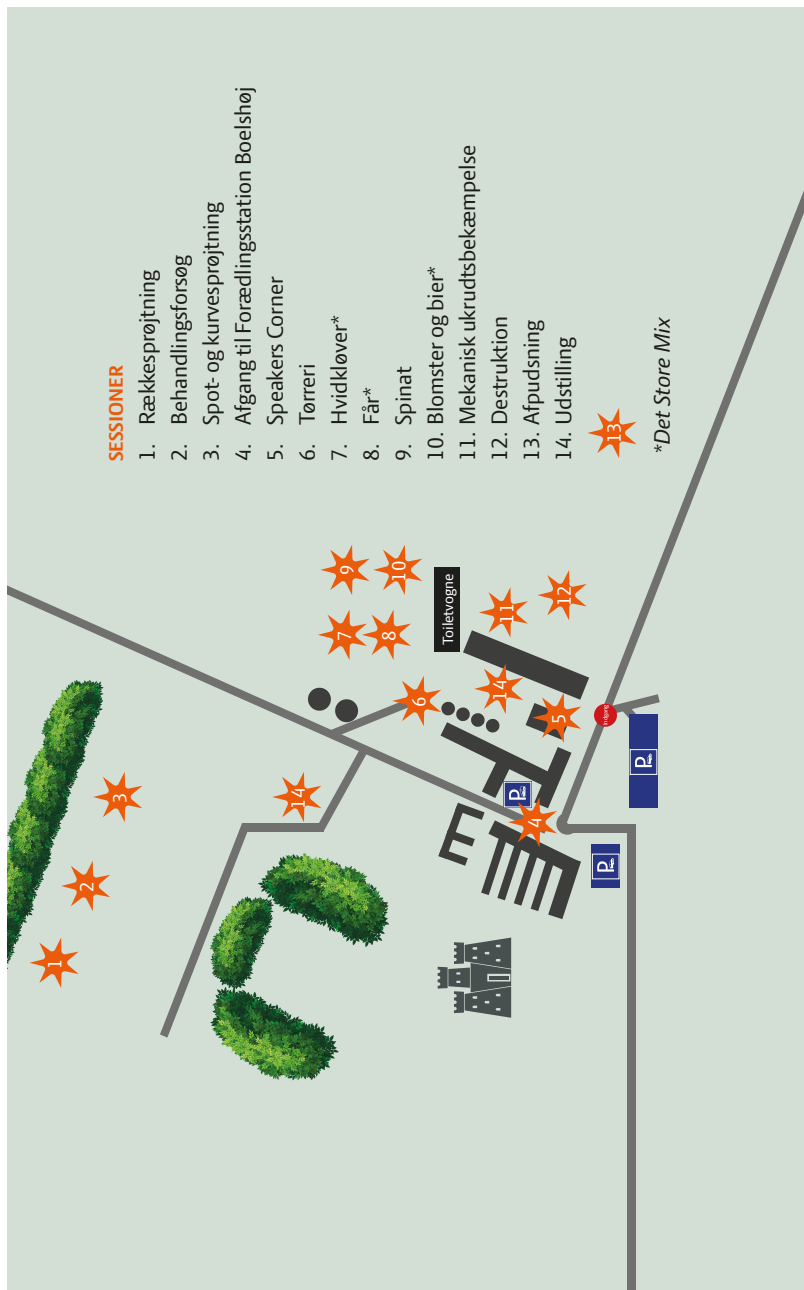 SESSIONER
1. Rækkesprøjtning
2. Behandlingsforsøg
3. Spot- og kurvesprøjtning
4. Afgang til Forædlingsstation Boelshøj
5. Speakers Corner
6. Tørreri
7. Hvidkløver*
8. Får*
9. Spinat
10. Blomster og bier*
11. Mekanisk ukrudtsbekæmpelse
12. Destruktion
13. Afpudsning
14. Udstilling
*Det Store Mix
13
1
2
3
14
9
10
7
8
Toiletvogne
11
12
6
14
5
4
P
P
P
Indgang